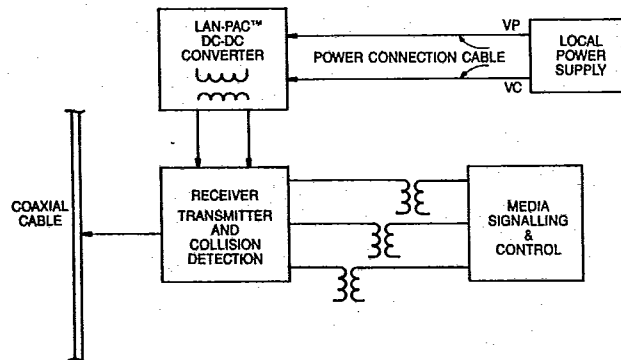 LAN-PAC™
DC-DC
CONVERTER
VP
POWER CONNECTION CABLE
VC
LOCAL
POWER
SUPPLY
COAXIAL
CABLE
RECEIVER
TRANSMITTER
AND
COLLISION
DETECTION
MEDIA
SIGNALLING
&
CONTROL